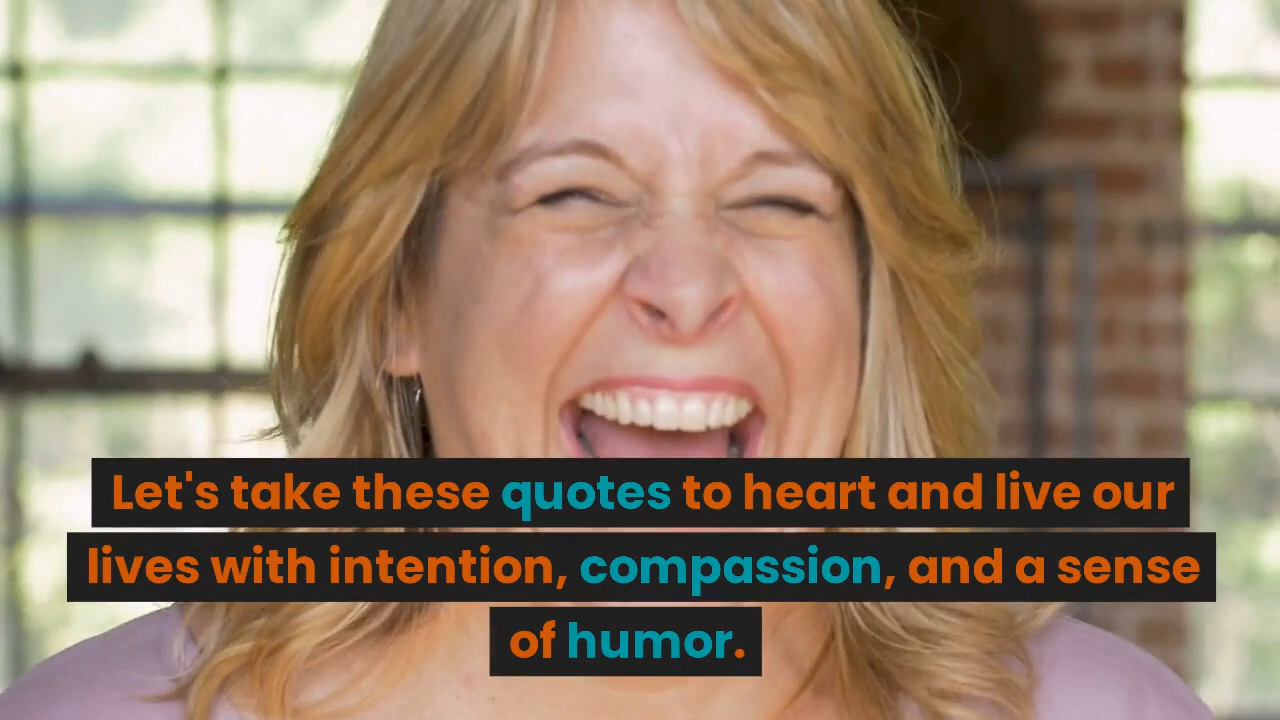 Let's take these quotes to heart and live our
lives with intention, compassion, and a sense
of humor.